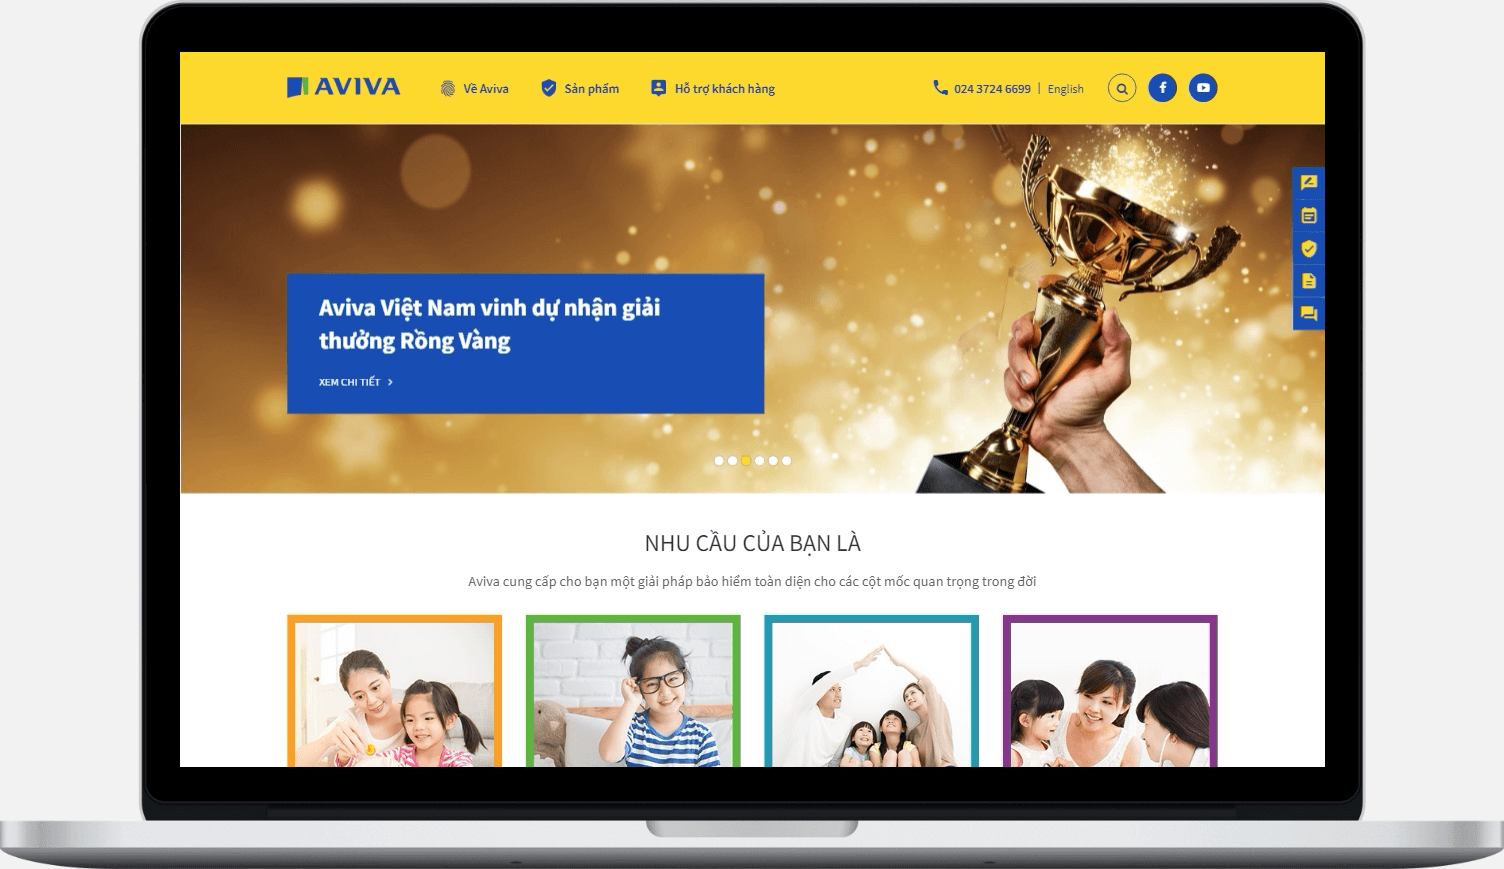 AVIVA
Về Aviva
Sản phẩm
Hỗ trợ khách hàng
024 3724 6699 | English
Aviva Việt Nam vinh dự nhận giải
thưởng Rồng Vàng
XEM CHI TIẾT >
NHU CẦU CỦA BẠN LÀ
Aviva cung cấp cho bạn một giải pháp bảo hiểm toàn diện cho các cột mốc quan trọng trong đời